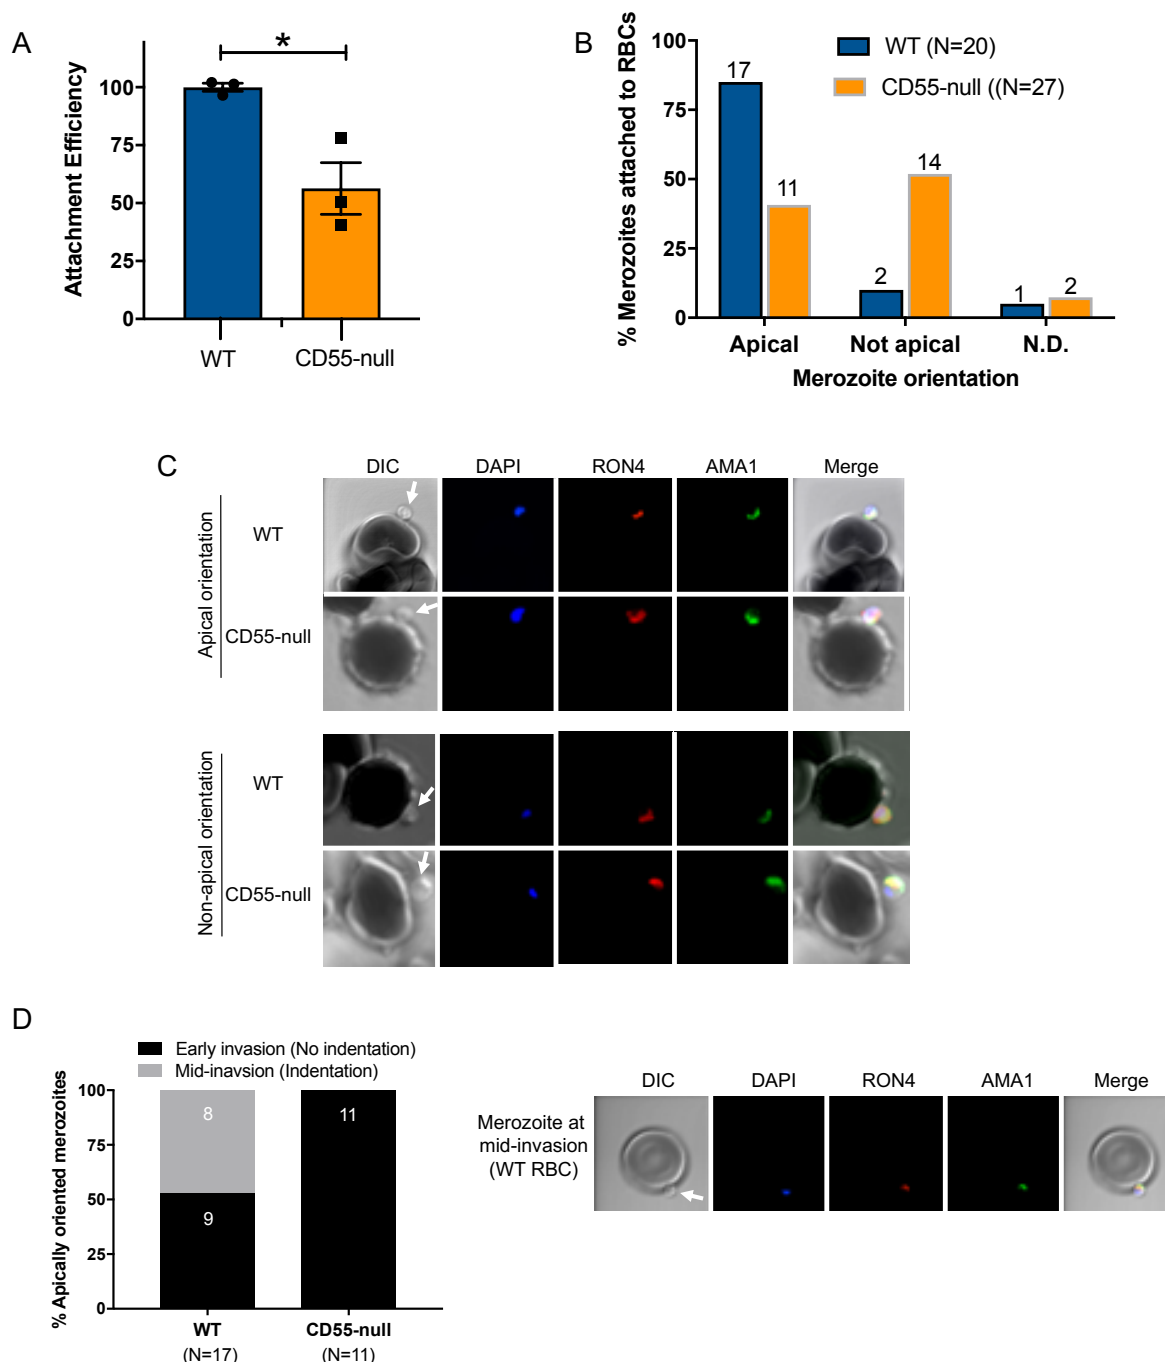 A
*
Attachment Efficiency
100
75
50
25
0
WT
CD55-null
B
% Merozoites attached to RBCs
100
75
50
25
0
WT (N=20)
CD55-null ((N=27)
17
11
2
14
1
2
Apical
Not apical
N.D.
Merozoite orientation
C
DIC
DAPI
RON4
AMA1
Merge
Apical orientation
WT
CD55-null
Non-apical orientation
WT
CD55-null
D
Early invasion (No indentation)
Mid-inavsion (Indentation)
% Apically oriented merozoites
100
75
50
25
0
8
9
11
WT
(N=17)
CD55-null
(N=11)
DIC
DAPI
RON4
AMA1
Merge
Merozoite at
mid-invasion
(WT RBC)